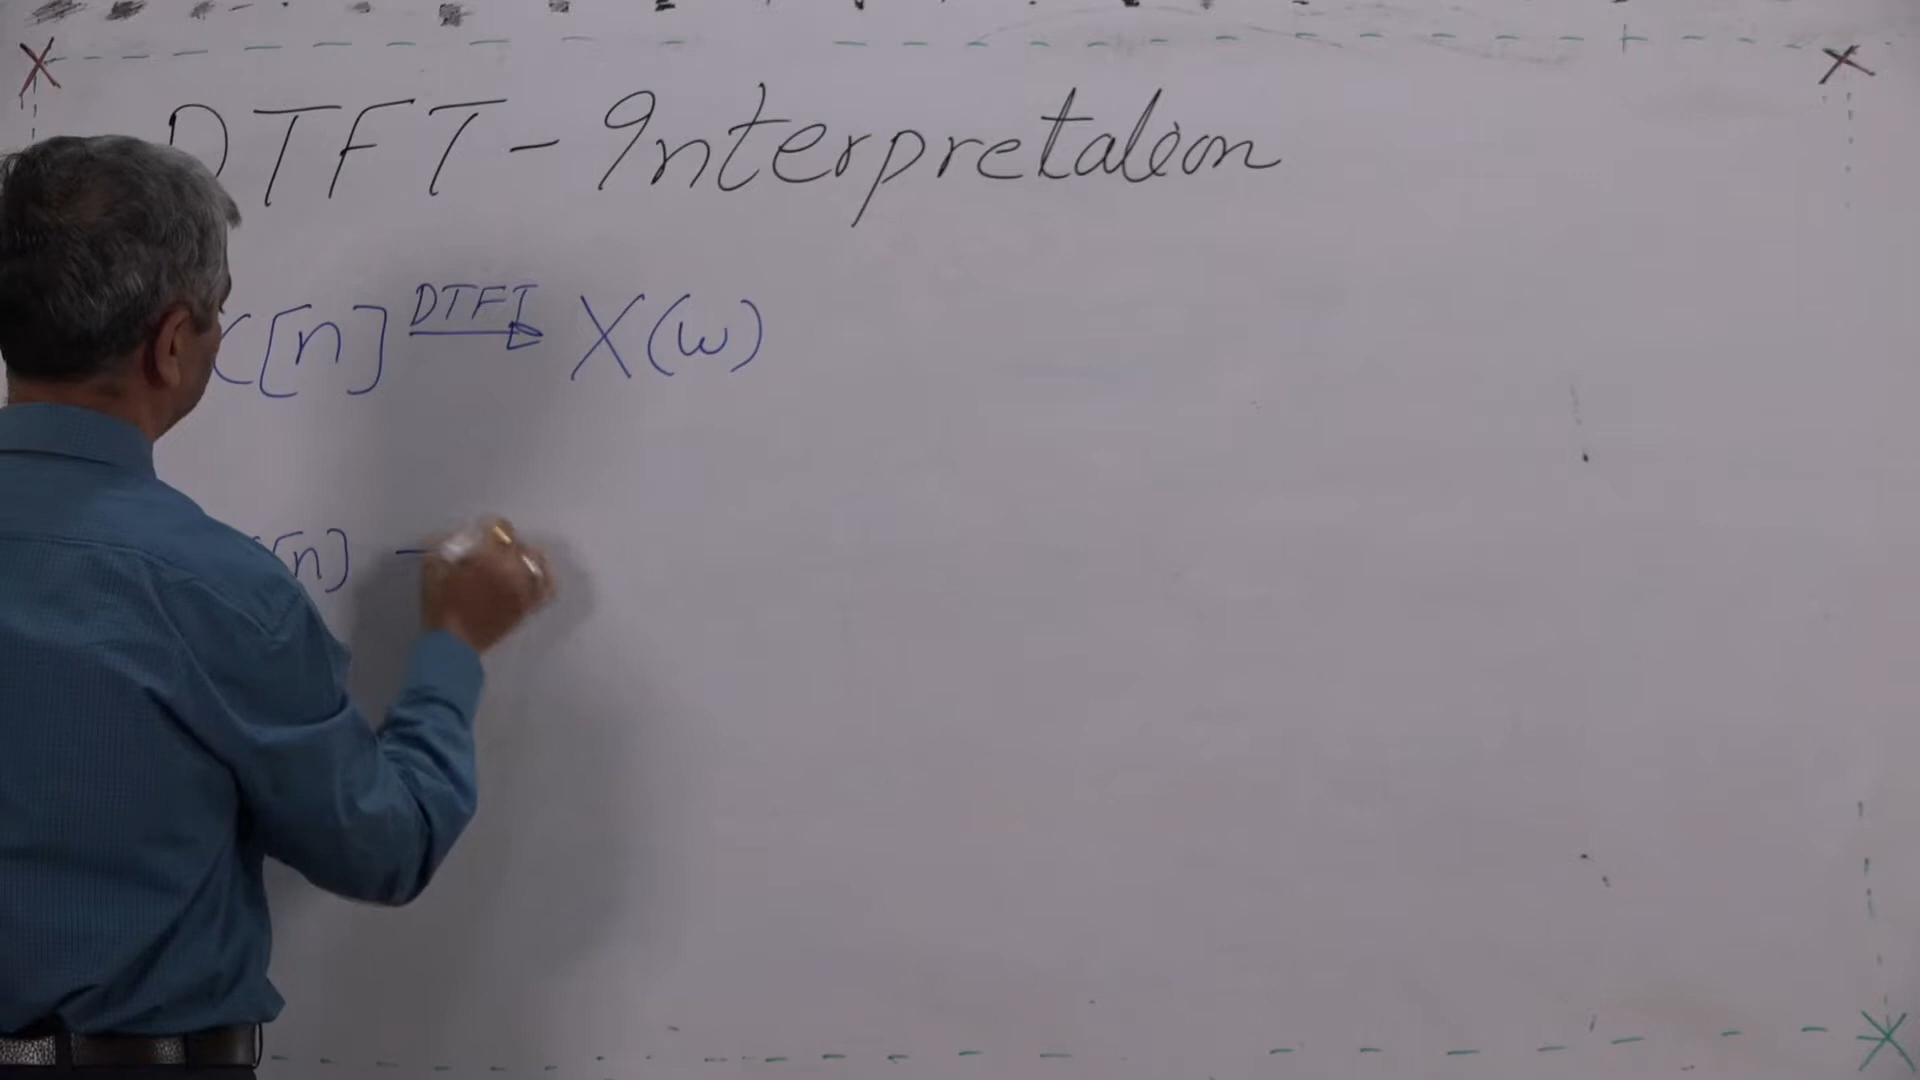 DTFT - Interpretation
x[n] DTFT X(ω)
[n]